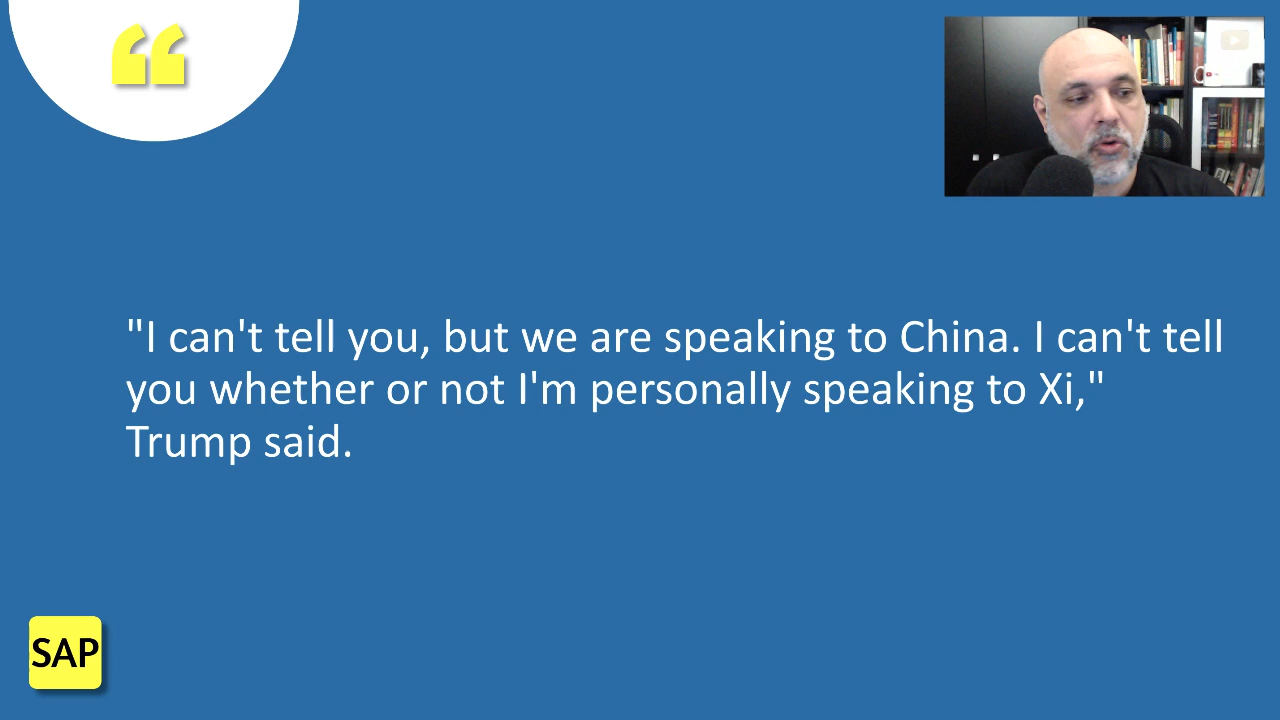 "I can't tell you, but we are speaking to China. I can't tell
you whether or not I'm personally speaking to Xi,"
Trump said.
SAP